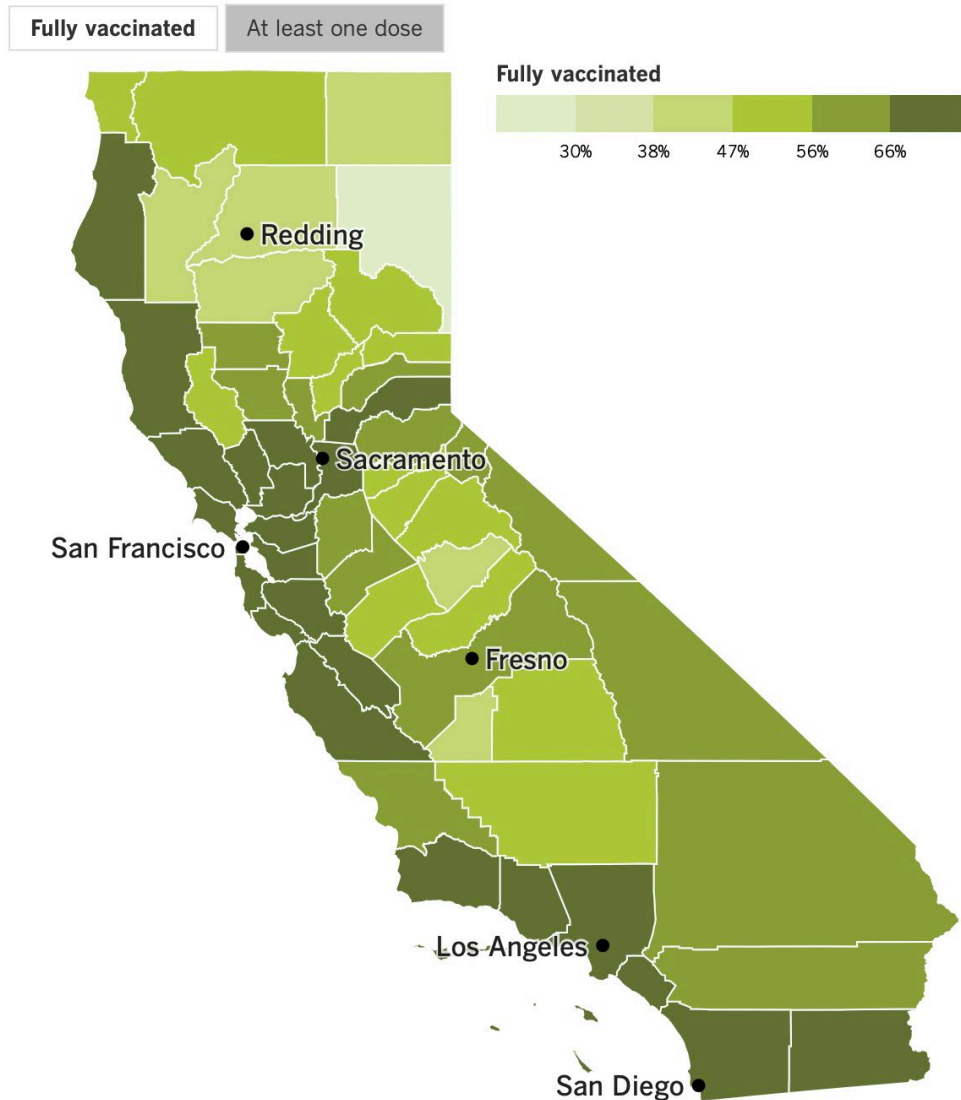 Fully vaccinated At least one dose
Fully vaccinated
30% 38% 47% 56% 66%
Redding
Sacramento
San Francisco
Fresno
Los Angeles
San Diego